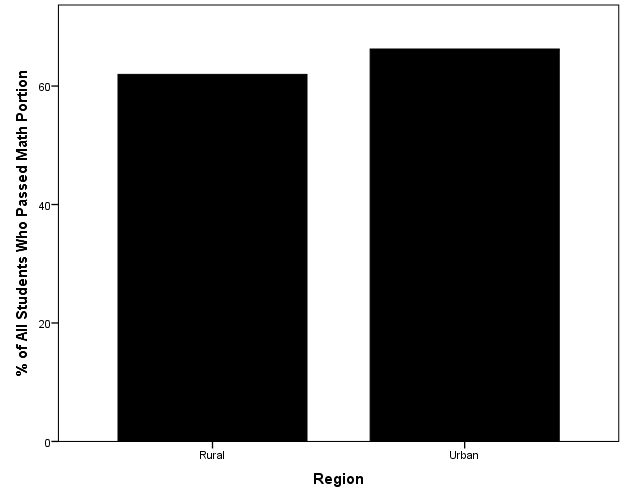 % of All Students Who Passed Math Portion
60
40
20
0
Rural
Urban
Region